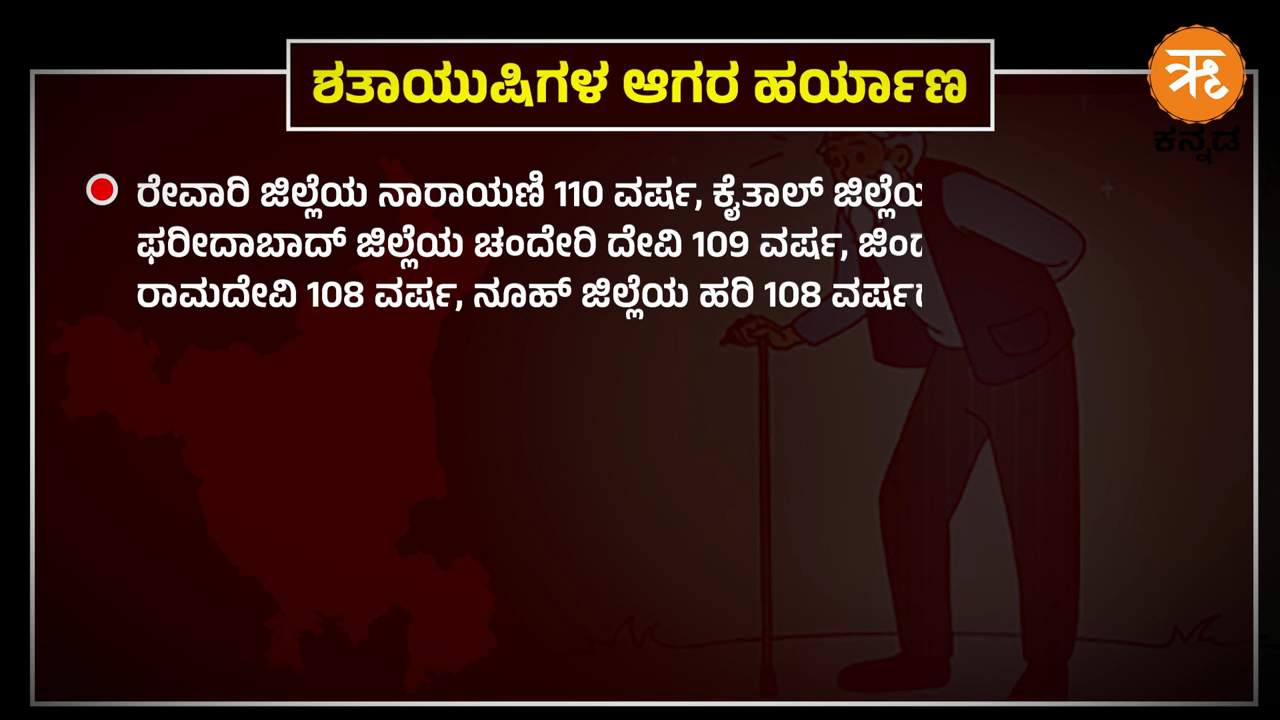 ಶತಾಯುಷಿಗಳ ಆಗರ ಹರ್ಯಾಣ
ಋ
ಕನ್ನಡ
ರೇವಾರಿ ಜಿಲ್ಲೆಯ ನಾರಾಯಣಿ 110 ವರ್ಷ, ಕೈತಾಲ್
ಫರೀದಾಬಾದ್ ಜಿಲ್ಲೆಯ ಚಂದೇರಿ ದೇವಿ 109 ವರ್ಷ,
ರಾಮದೇವಿ 108 ವರ್ಷ, ನೂಹ್ ಜಿಲ್ಲೆಯ ಹರಿ 108